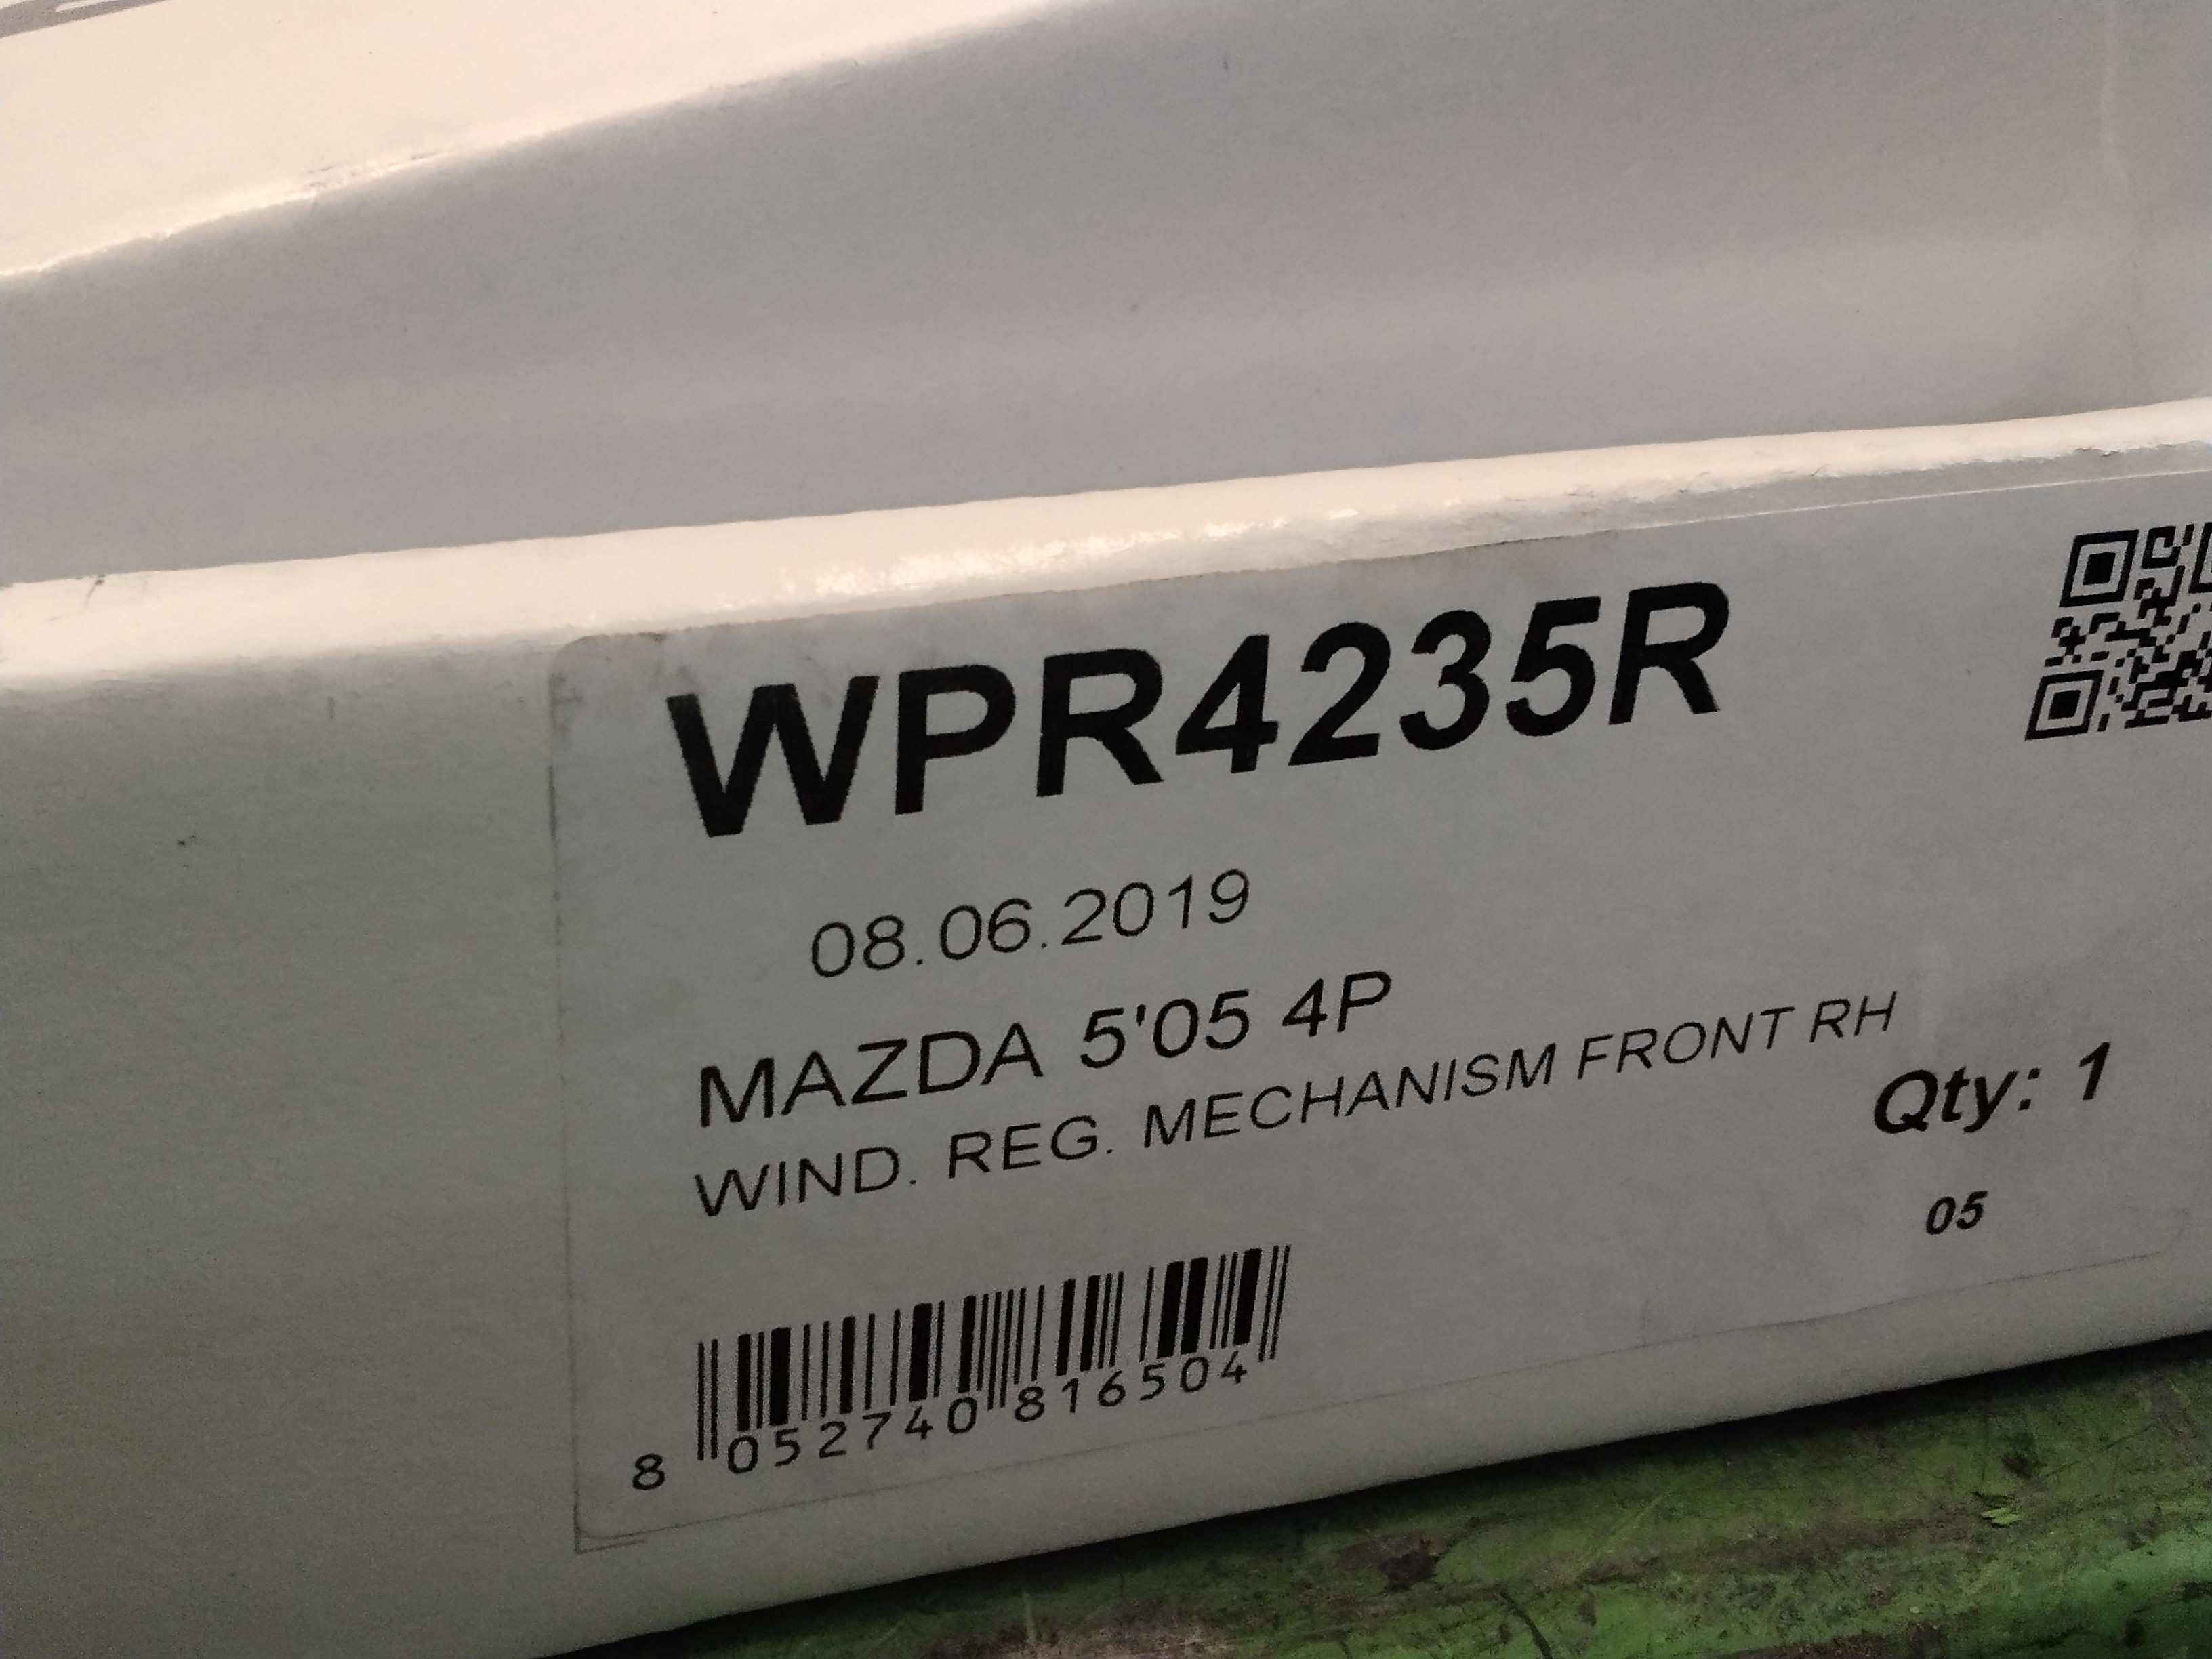 WPR4235R
08.06.2019
MAZDA 5'05 4P
WIND. REG. MECHANISM FRONT RH
Qty: 1
05
8 052740 816504